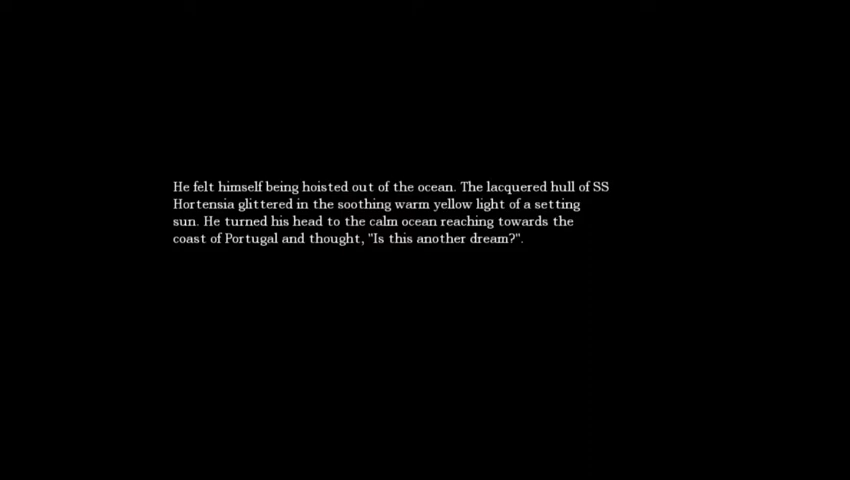 He felt himself being hoisted out of the ocean. The lacquered hull of SS
Hortensia glittered in the soothing warm yellow light of a setting
sun. He turned his head to the calm ocean reaching towards the
coast of Portugal and thought, "Is this another dream?".